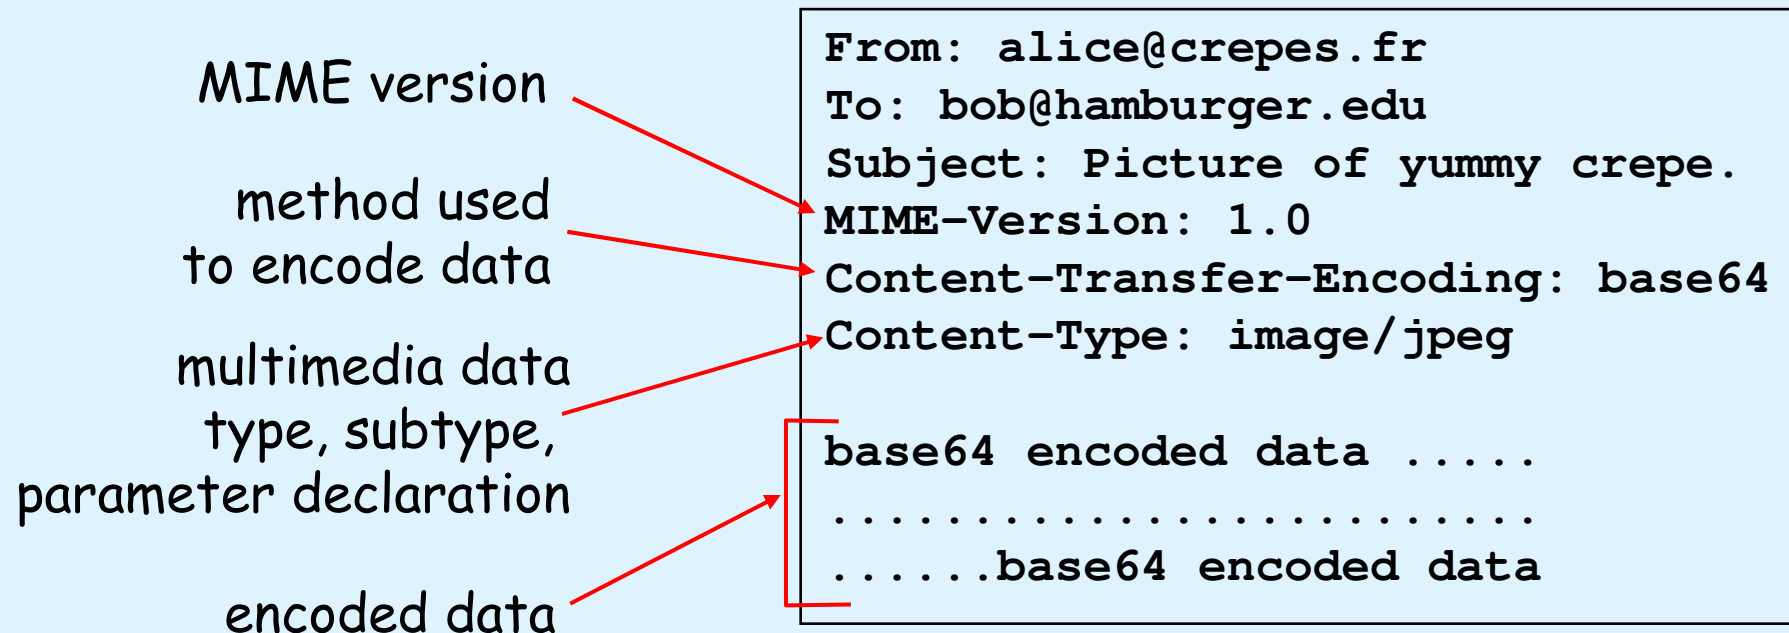 MIME version
method used
to encode data
multimedia data
type, subtype,
parameter declaration
encoded data
From: alice@crepes.fr
To: bob@hamburger.edu
Subject: Picture of yummy crepe.
MIME-Version: 1.0
Content-Transfer-Encoding: base64
Content-Type: image/jpeg
base64 encoded data .....
.........................
......base64 encoded data